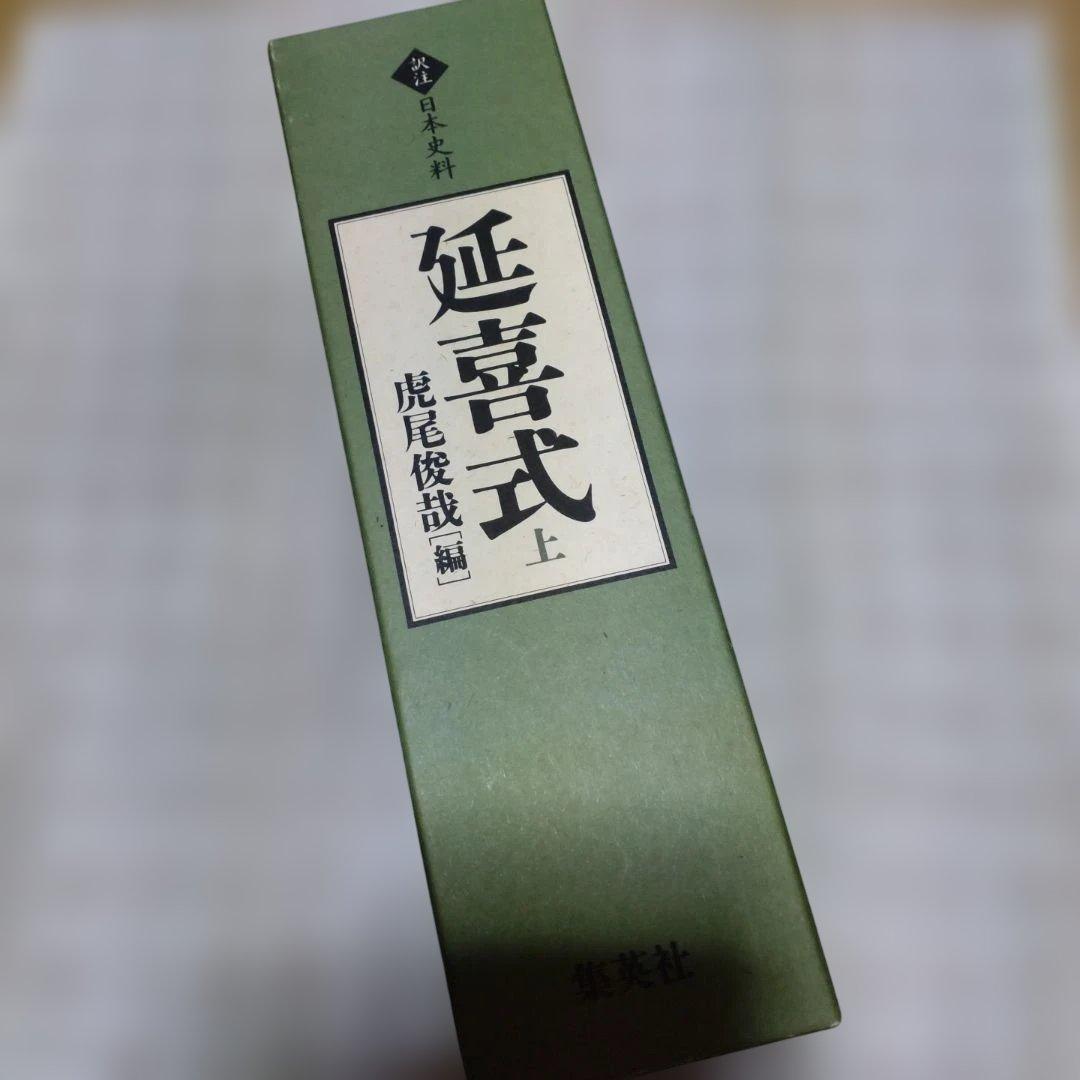 訳注
日本史料
延喜式 上
虎尾俊哉[編]
集英社